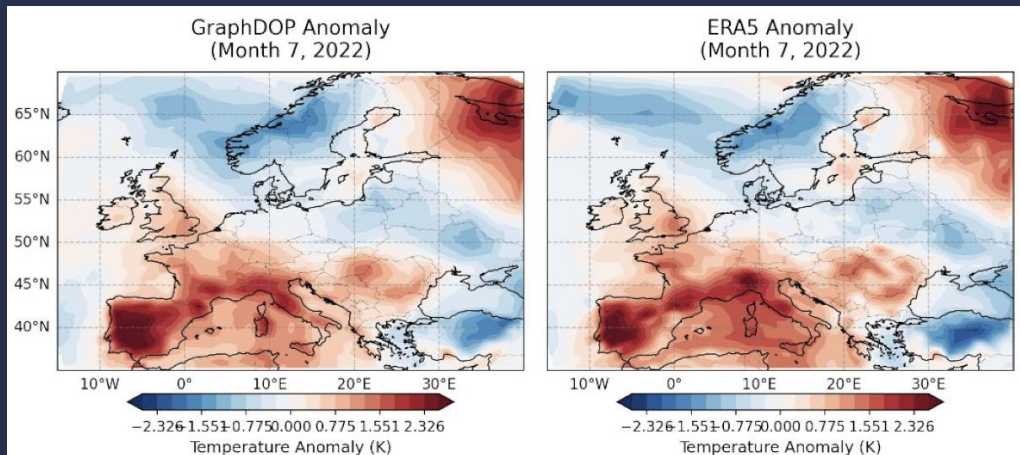 GraphDOP Anomaly
(Month 7, 2022)
65°N
60°N
55°N
50°N
45°N
40°N
10°W 0° 10°E 20°E 30°E
−2.326−1.551−0.775 0.000 0.775 1.551 2.326
Temperature Anomaly (K)
ERA5 Anomaly
(Month 7, 2022)
10°W 0° 10°E 20°E 30°E
−2.326−1.551−0.775 0.000 0.775 1.551 2.326
Temperature Anomaly (K)